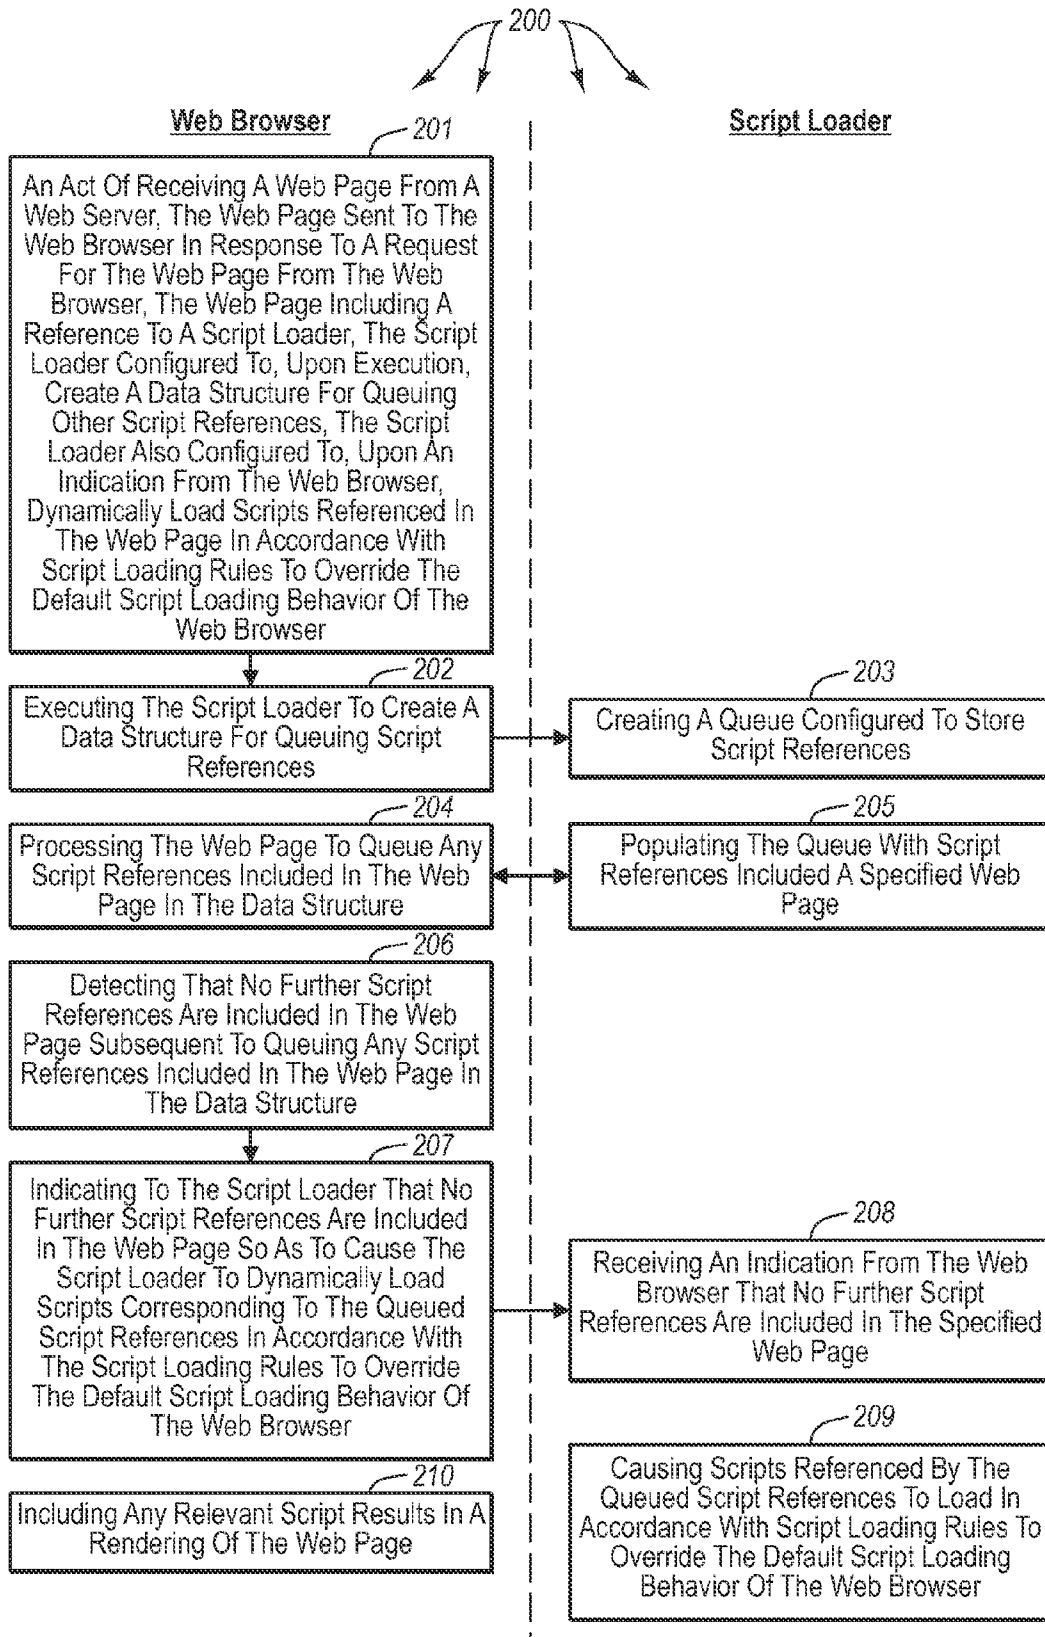 200
Web Browser
Script Loader
201
An Act Of Receiving A Web Page From A
Web Server, The Web Page Sent To The
Web Browser In Response To A Request
For The Web Page From The Web
Browser, The Web Page Including A
Reference To A Script Loader, The Script
Loader Configured To, Upon Execution,
Create A Data Structure For Queuing
Other Script References, The Script
Loader Also Configured To, Upon An
Indication From The Web Browser,
Dynamically Load Scripts Referenced In
The Web Page In Accordance With
Script Loading Rules To Override The
Default Script Loading Behavior Of The
Web Browser
202
Executing The Script Loader To Create A
Data Structure For Queuing Script
References
203
Creating A Queue Configured To Store
Script References
204
Processing The Web Page To Queue Any
Script References Included In The Web
Page In The Data Structure
205
Populating The Queue With Script
References Included A Specified Web
Page
206
Detecting That No Further Script
References Are Included In The Web
Page Subsequent To Queuing Any Script
References Included In The Web Page In
The Data Structure
207
Indicating To The Script Loader That No
Further Script References Are Included
In The Web Page So As To Cause The
Script Loader To Dynamically Load
Scripts Corresponding To The Queued
Script References In Accordance With
The Script Loading Rules To Override
The Default Script Loading Behavior Of
The Web Browser
208
Receiving An Indication From The Web
Browser That No Further Script
References Are Included In The Specified
Web Page
209
Causing Scripts Referenced By The
Queued Script References To Load In
Accordance With Script Loading Rules To
Override The Default Script Loading
Behavior Of The Web Browser
210
Including Any Relevant Script Results In A
Rendering Of The Web Page